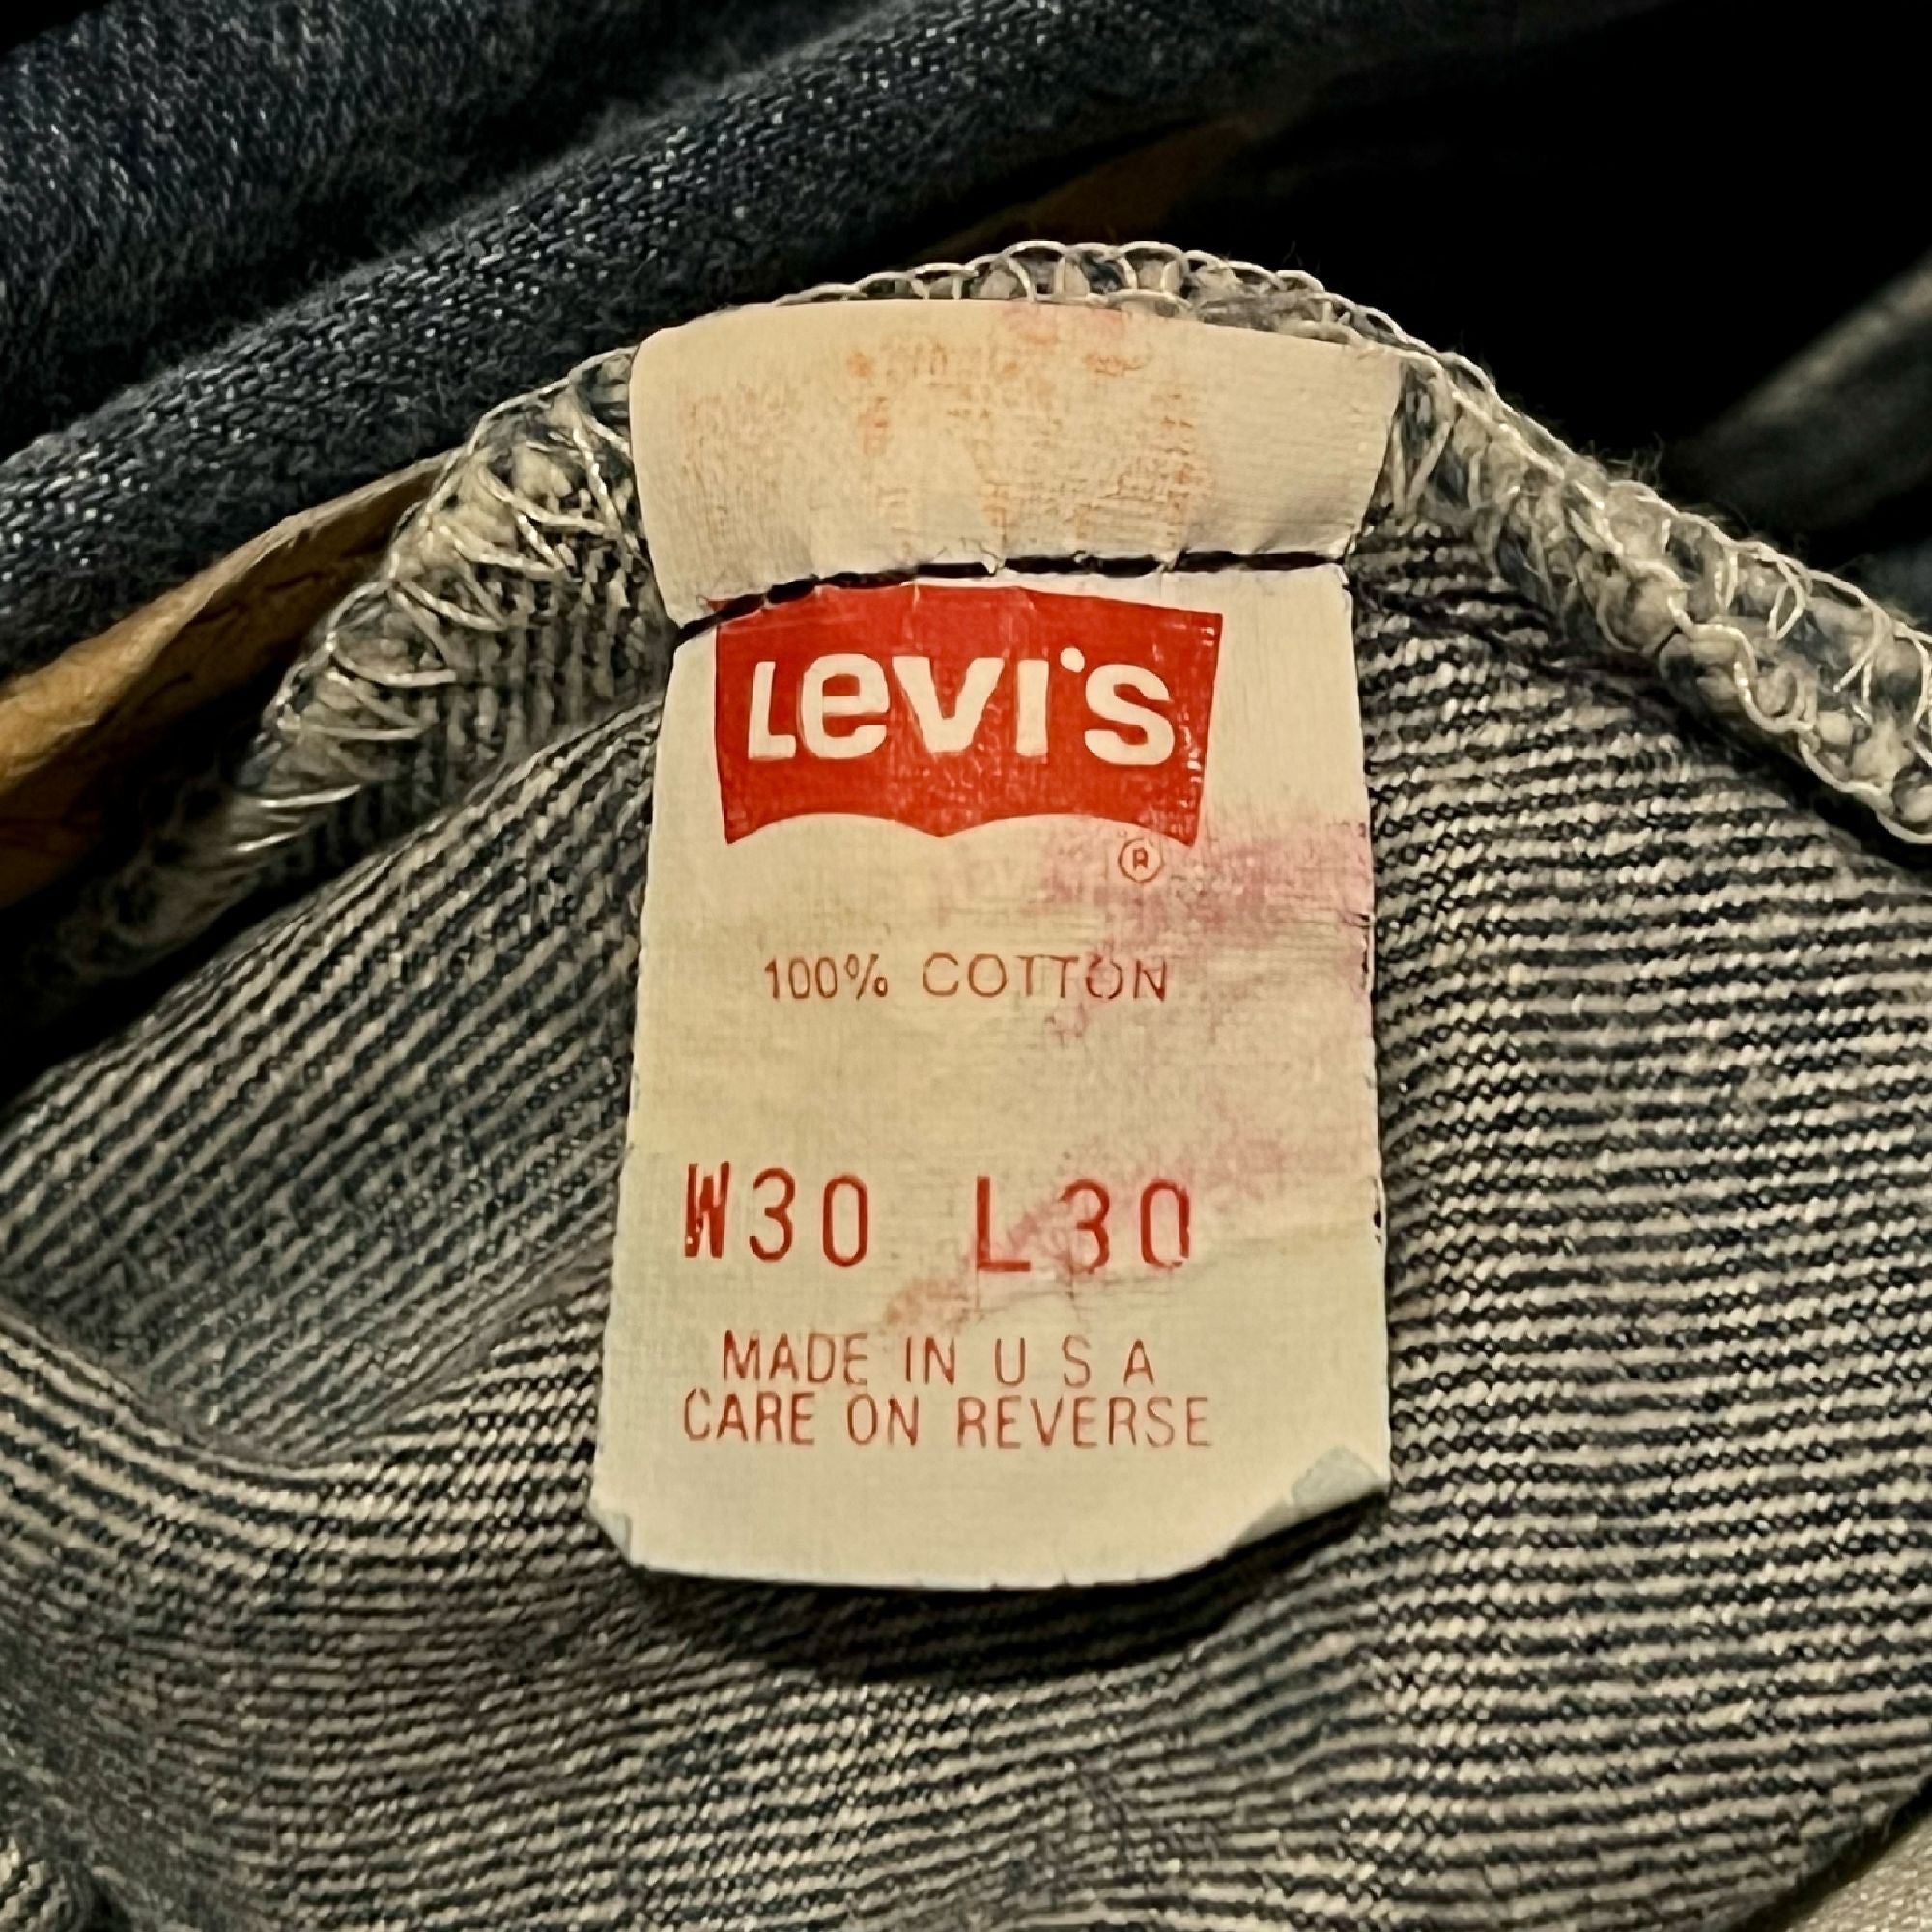 Levi's
®
100% COTTON
W30 L30
MADE IN U S A
CARE ON REVERSE